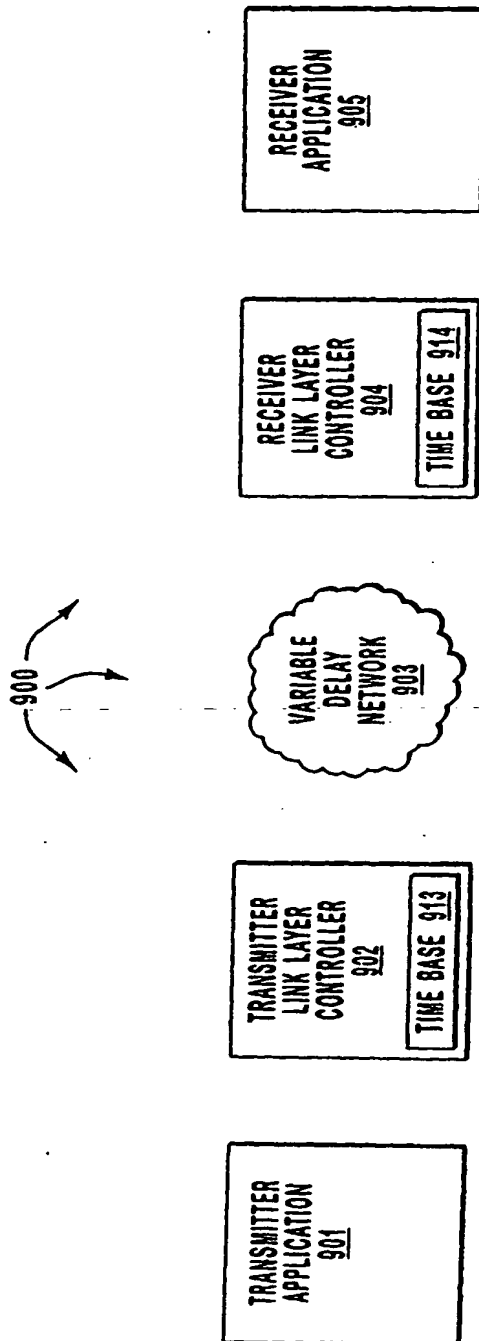 900
TRANSMITTER
APPLICATION
901
TRANSMITTER
LINK LAYER
CONTROLLER
902
TIME BASE 913
VARIABLE
DELAY
NETWORK
903
RECEIVER
LINK LAYER
CONTROLLER
904
TIME BASE 914
RECEIVER
APPLICATION
905